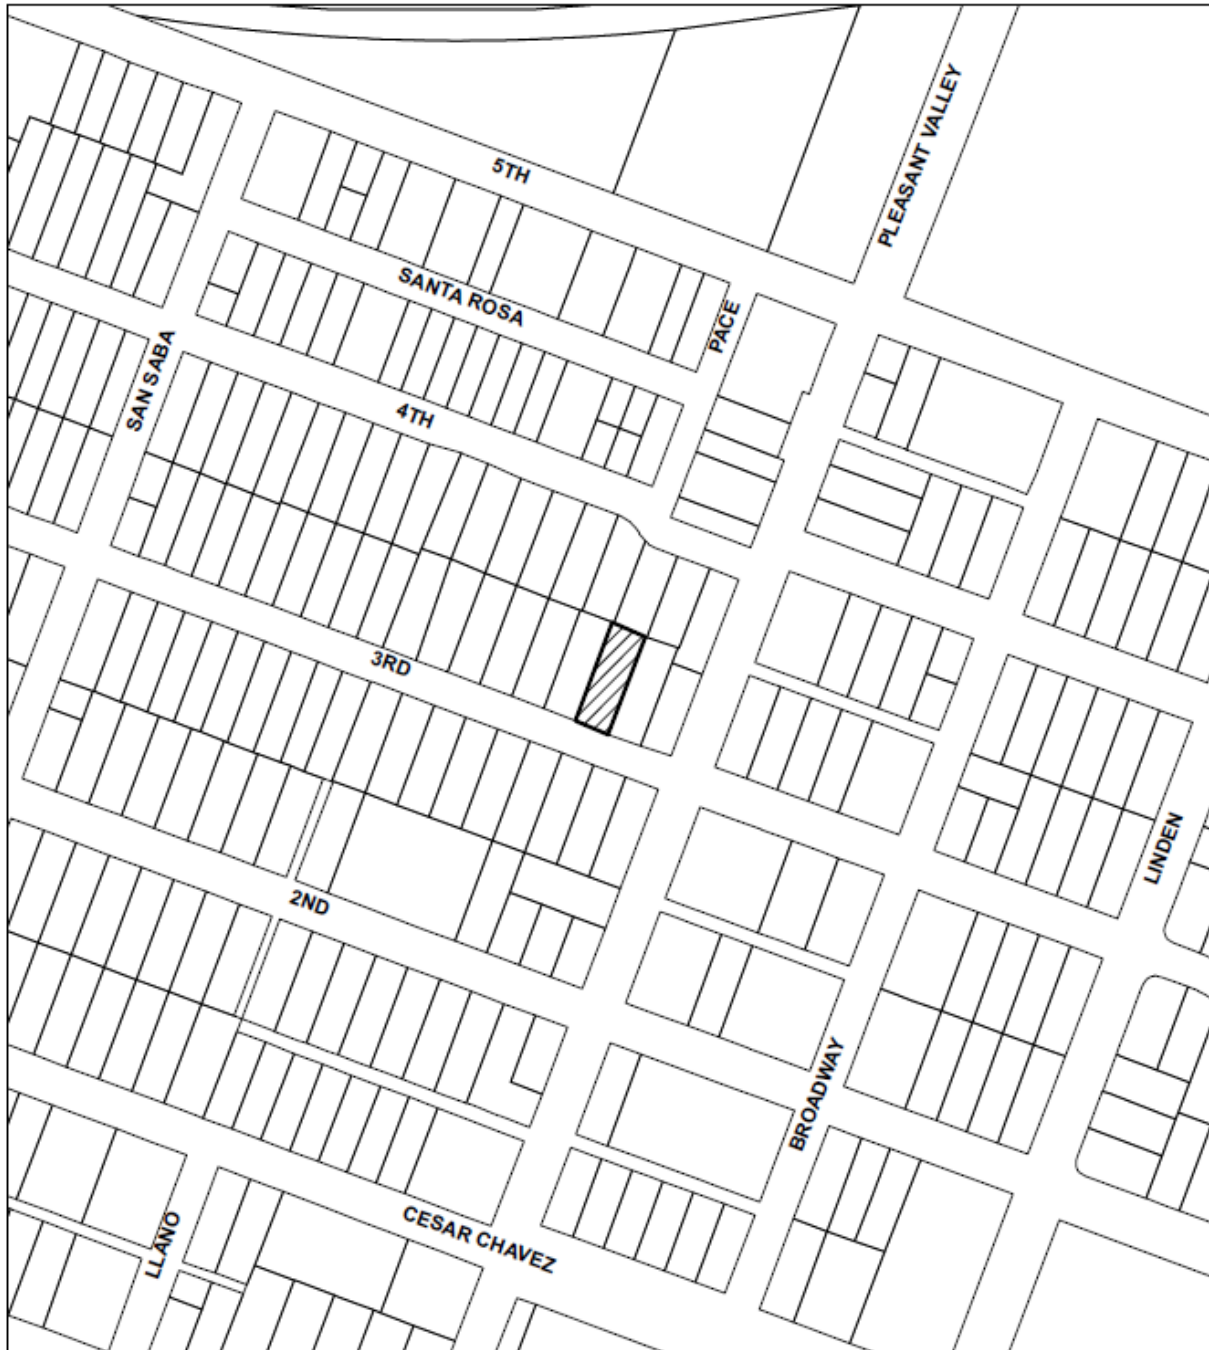 PLEASANT VALLEY
5TH
SANTA ROSA
PACE
SAN SABA
4TH
3RD
LINDEN
2ND
BROADWAY
CESAR CHAVEZ
LLANO